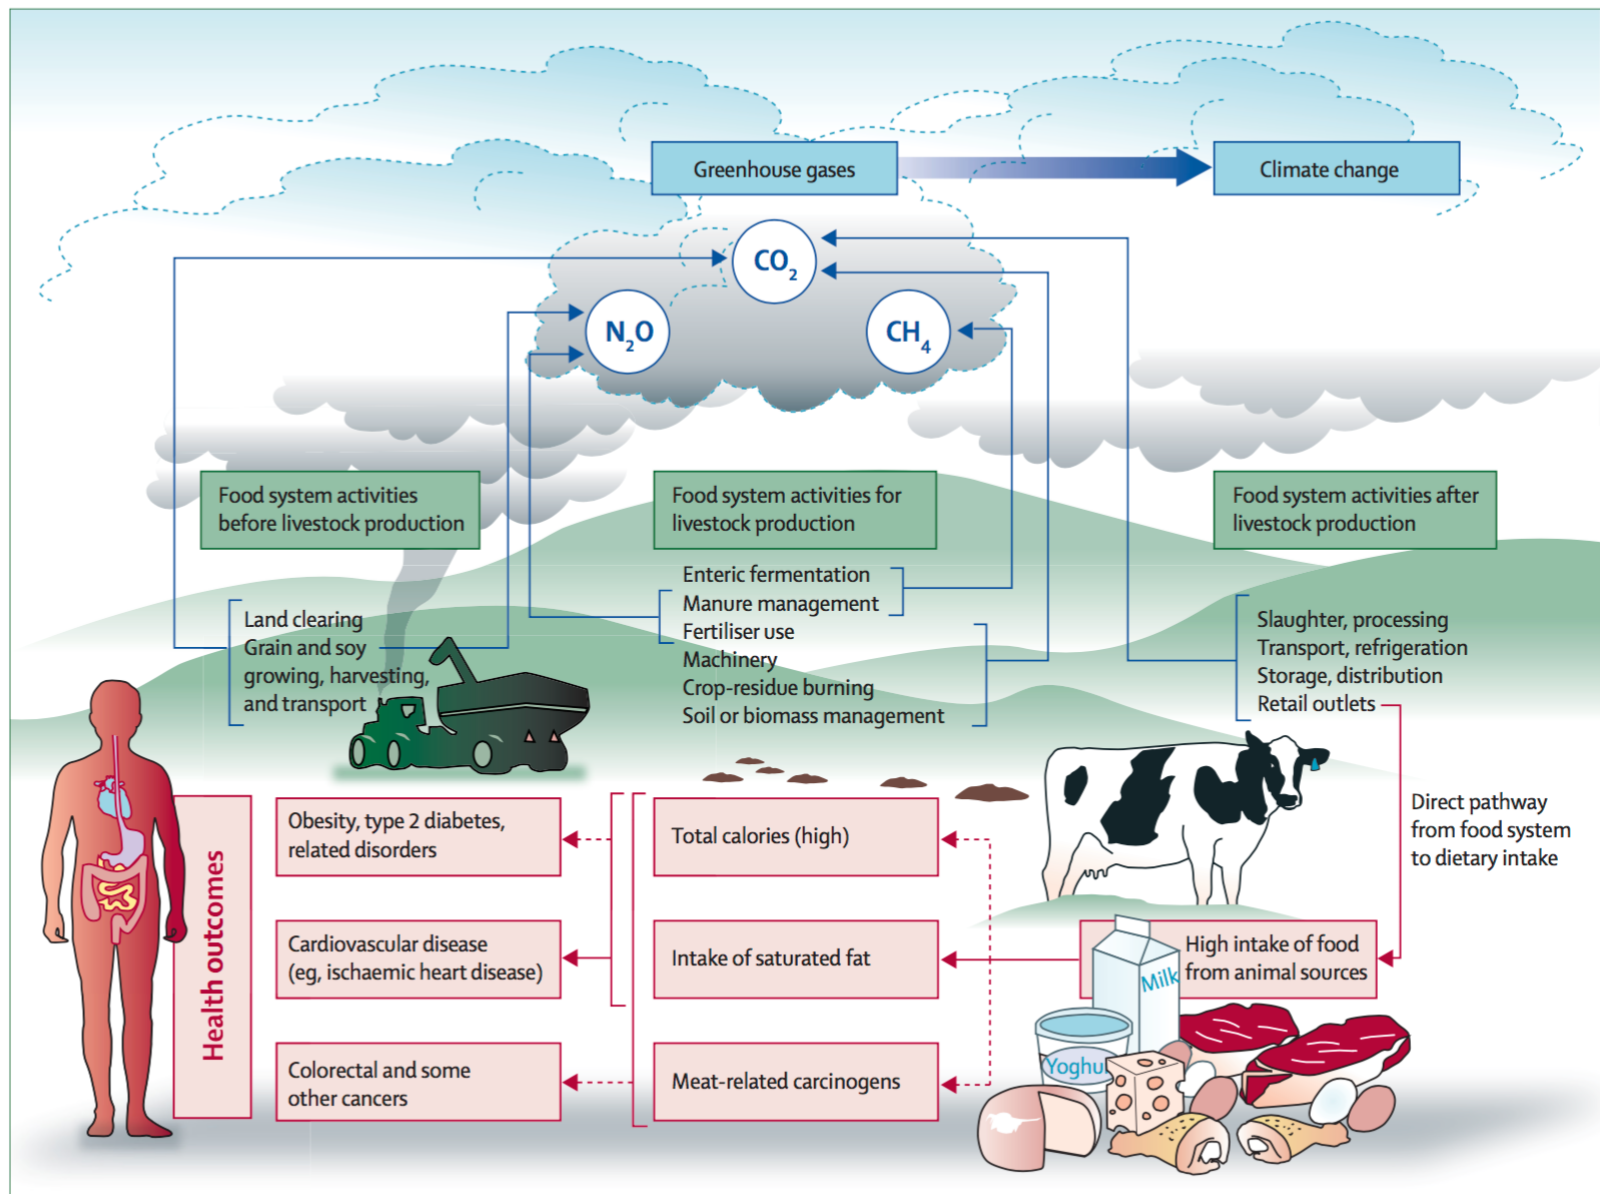 Greenhouse gases
Climate change
CO₂
N₂O
CH₄
Food system activities
before livestock production
Food system activities for
livestock production
Food system activities after
livestock production
Land clearing
Grain and soy
growing, harvesting,
and transport
Enteric fermentation
Manure management
Fertiliser use
Machinery
Crop-residue burning
Soil or biomass management
Slaughter, processing
Transport, refrigeration
Storage, distribution
Retail outlets
Direct pathway
from food system
to dietary intake
Health outcomes
Obesity, type 2 diabetes,
related disorders
Total calories (high)
Cardiovascular disease
(eg, ischaemic heart disease)
Intake of saturated fat
High intake of food
from animal sources
Colorectal and some
other cancers
Meat-related carcinogens
Milk
Yoghu